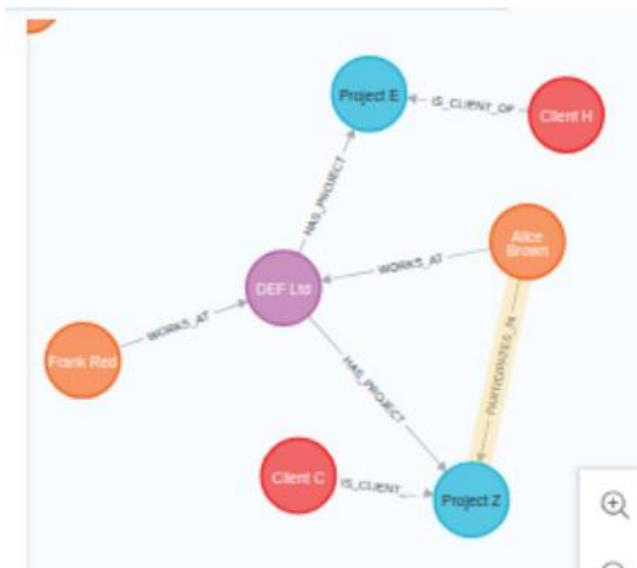 Project E
IS_CLIENT_OF
Client H
HAS_PROJECT
Alice
Brown
WORKS_AT
DEF Ltd
WORKS_AT
Frank Red
HAS_PROJECT
PARTICIPATES_IN
Client C
IS_CLIENT_…
Project Z